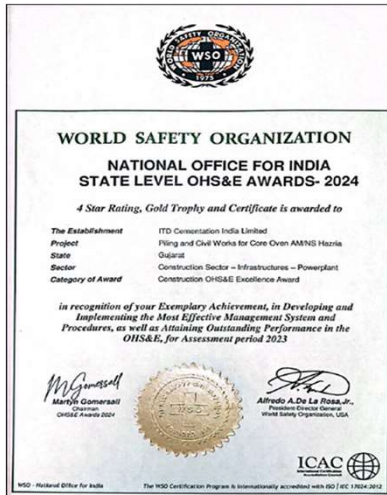 WORLD SAFETY ORGANIZATION
WSO
1975
WORLD SAFETY ORGANIZATION
NATIONAL OFFICE FOR INDIA
STATE LEVEL OHS&E AWARDS- 2024
4 Star Rating, Gold Trophy and Certificate is awarded to
The Establishment ITD Cementation India Limited
Project Piling and Civil Works for Core Oven AM/NS Hazria
State Gujarat
Sector Construction Sector – Infrastructures – Powerplant
Category of Award Construction OHS&E Excellence Award
in recognition of your Exemplary Achievement, in Developing and
Implementing the Most Effective Management System and
Procedures, as well as Attaining Outstanding Performance in the
OHS&E, for Assessment period 2023
Martyn Gomersall
Chairman
OHS&E Awards 2024
WSO
Alfredo A.De La Rosa,Jr.,
President/Director General
World Safety Organization, USA
ICAC
WSO - National Office for India The WSO Certification Program is internationally accredited with ISO | IEC 17024:2012